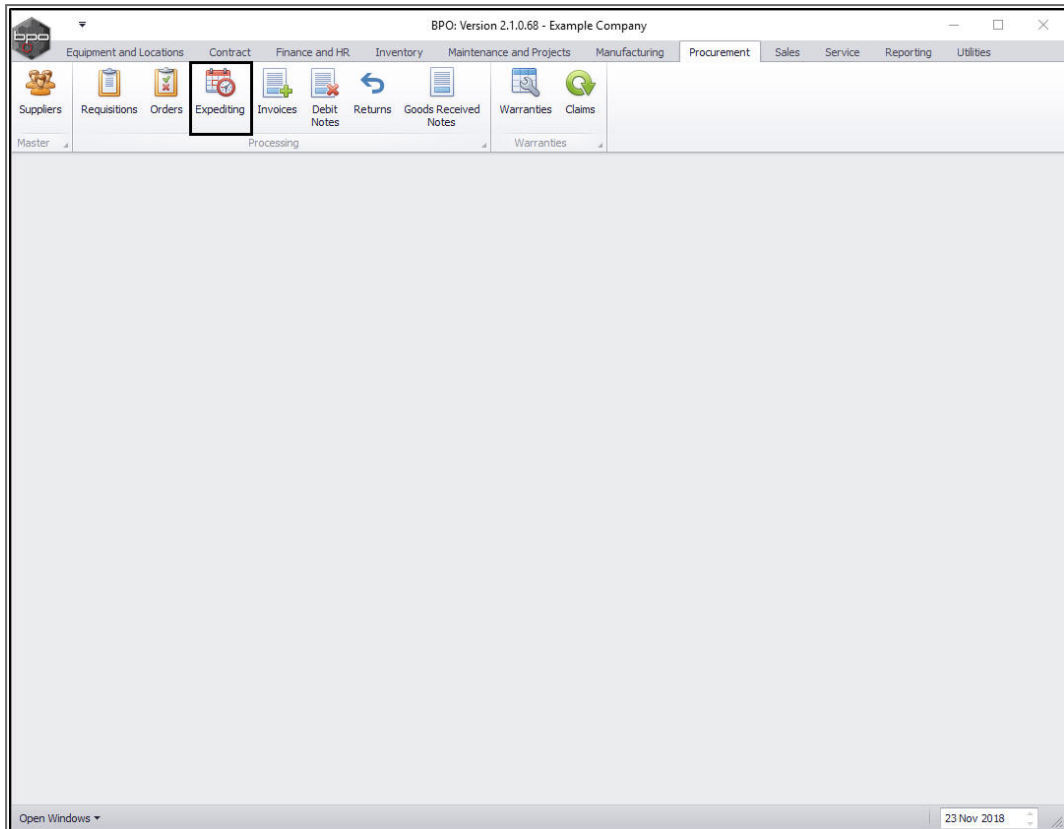 bpo
BPO: Version 2.1.0.68 - Example Company
Equipment and Locations Contract Finance and HR Inventory Maintenance and Projects Manufacturing Procurement Sales Service Reporting Utilities
Suppliers Requisitions Orders Expediting Invoices Debit Notes Returns Goods Received Notes Warranties Claims
Master Processing Warranties
Open Windows 23 Nov 2018